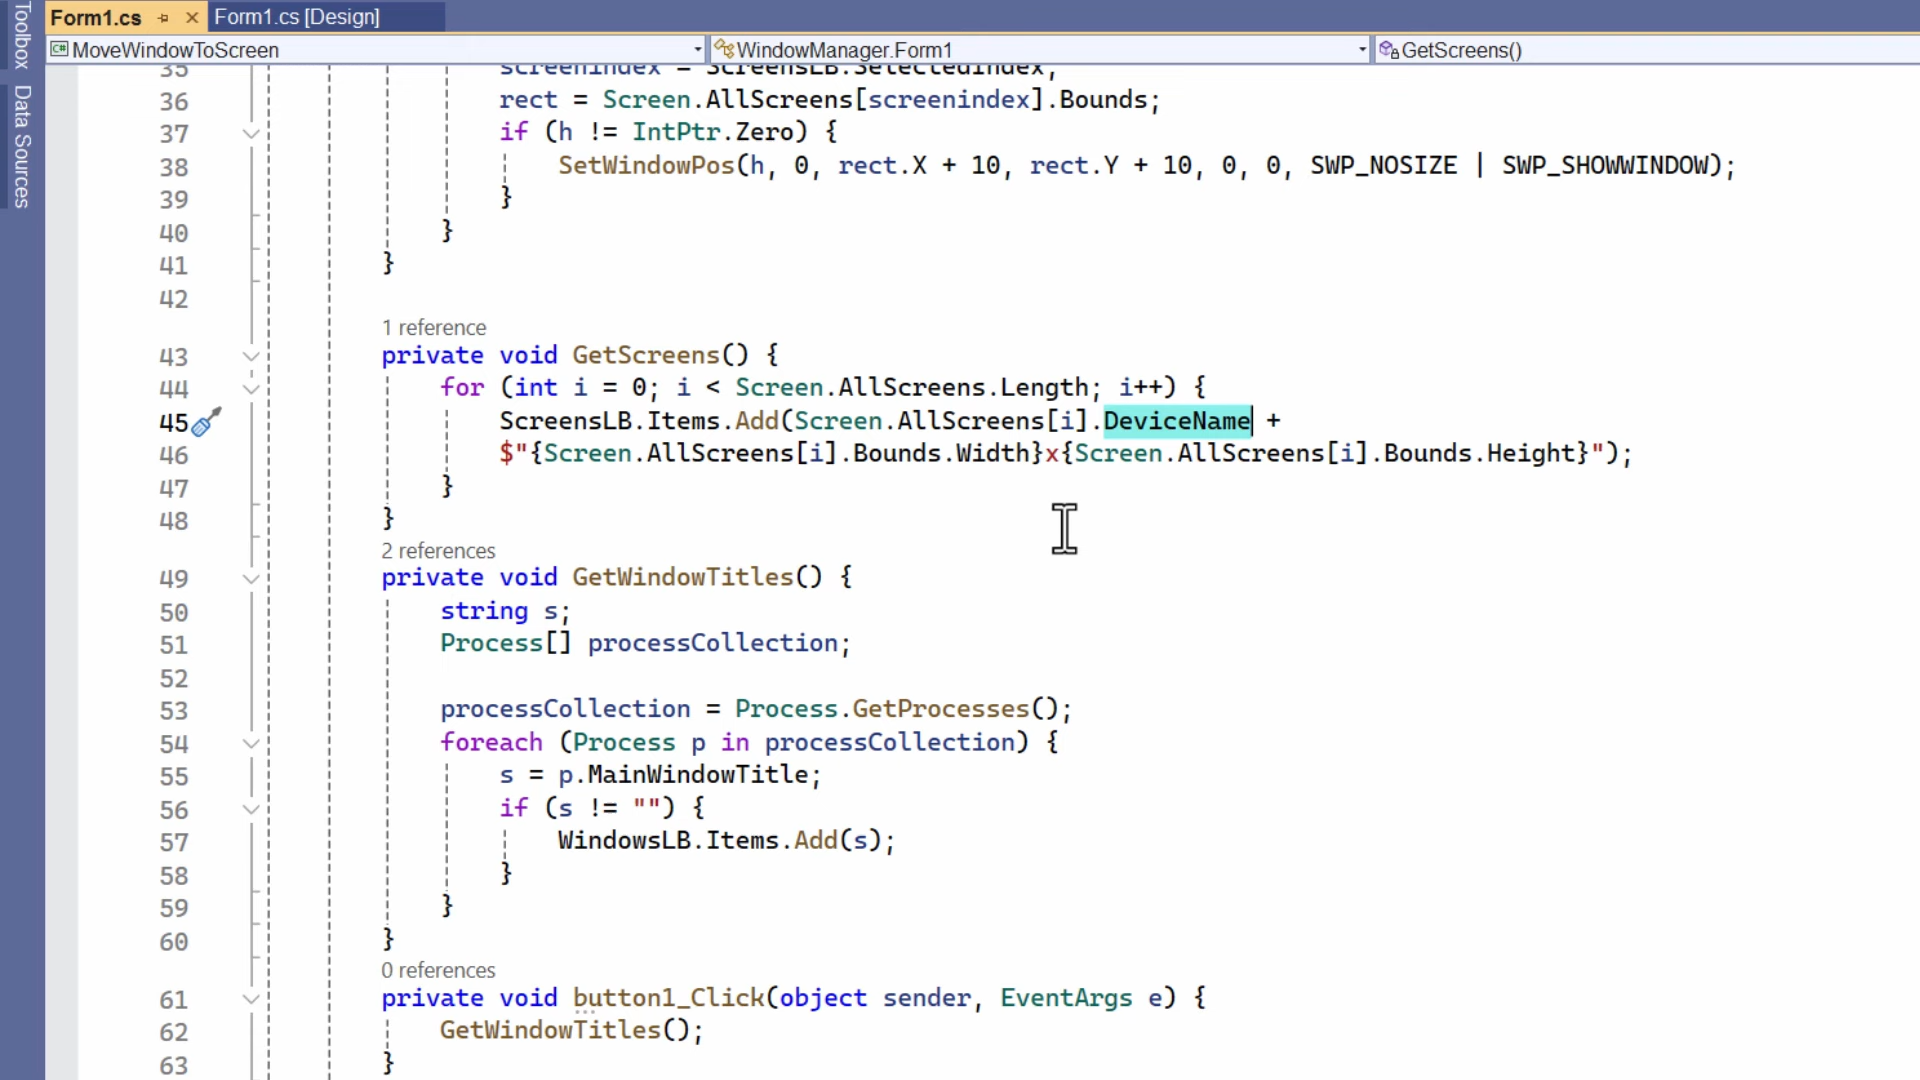 Toolbox
Data Sources
Form1.cs
Form1.cs [Design]
C# MoveWindowToScreen
WindowManager.Form1
GetScreens()
35 screenindex = ScreensLB.SelectedIndex;
36 rect = Screen.AllScreens[screenindex].Bounds;
37 if (h != IntPtr.Zero) {
38 SetWindowPos(h, 0, rect.X + 10, rect.Y + 10, 0, 0, SWP_NOSIZE | SWP_SHOWWINDOW);
39 }
40 }
41 }
42
1 reference
43 private void GetScreens() {
44 for (int i = 0; i < Screen.AllScreens.Length; i++) {
45 ScreensLB.Items.Add(Screen.AllScreens[i].DeviceName +
46 $"{Screen.AllScreens[i].Bounds.Width}x{Screen.AllScreens[i].Bounds.Height}");
47 }
48 }
2 references
49 private void GetWindowTitles() {
50 string s;
51 Process[] processCollection;
52
53 processCollection = Process.GetProcesses();
54 foreach (Process p in processCollection) {
55 s = p.MainWindowTitle;
56 if (s != "") {
57 WindowsLB.Items.Add(s);
58 }
59 }
60 }
0 references
61 private void button1_Click(object sender, EventArgs e) {
62 GetWindowTitles();
63 }